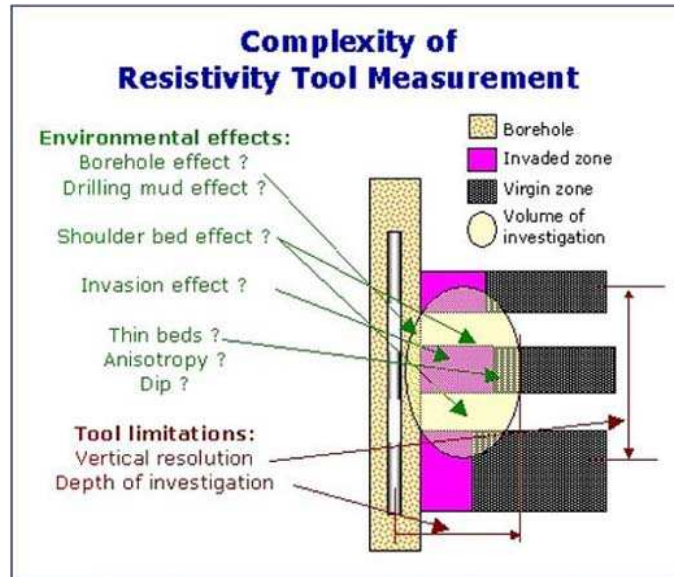 Complexity of
Resistivity Tool Measurement
Environmental effects:
Borehole effect ?
Drilling mud effect ?
Shoulder bed effect ?
Invasion effect ?
Thin beds ?
Anisotropy ?
Dip ?
Tool limitations:
Vertical resolution
Depth of investigation
Borehole
Invaded zone
Virgin zone
Volume of
investigation